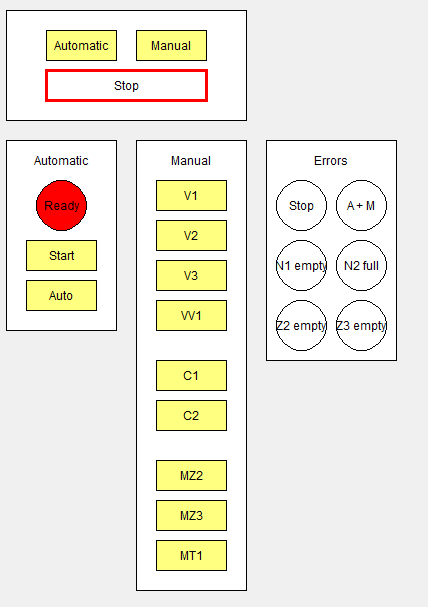 Automatic Manual
Stop
Automatic
Ready
Start
Auto
Manual
V1
V2
V3
VV1
C1
C2
MZ2
MZ3
MT1
Errors
Stop A + M
N1 empty N2 full
Z2 empty Z3 empty